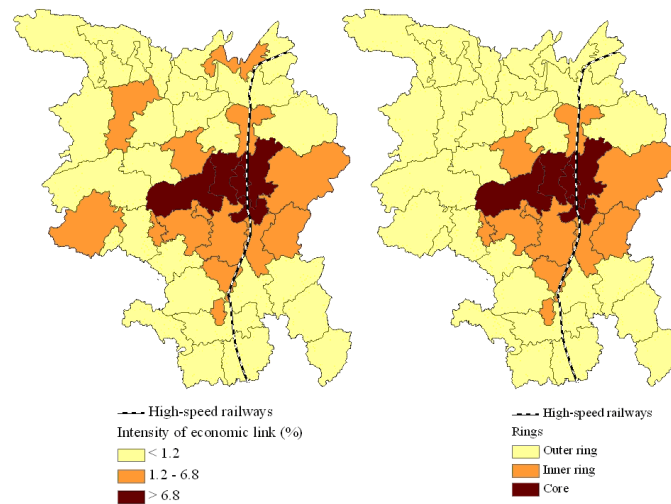 High-speed railways
Intensity of economic link (%)
< 1.2
1.2 - 6.8
> 6.8
High-speed railways
Rings
Outer ring
Inner ring
Core